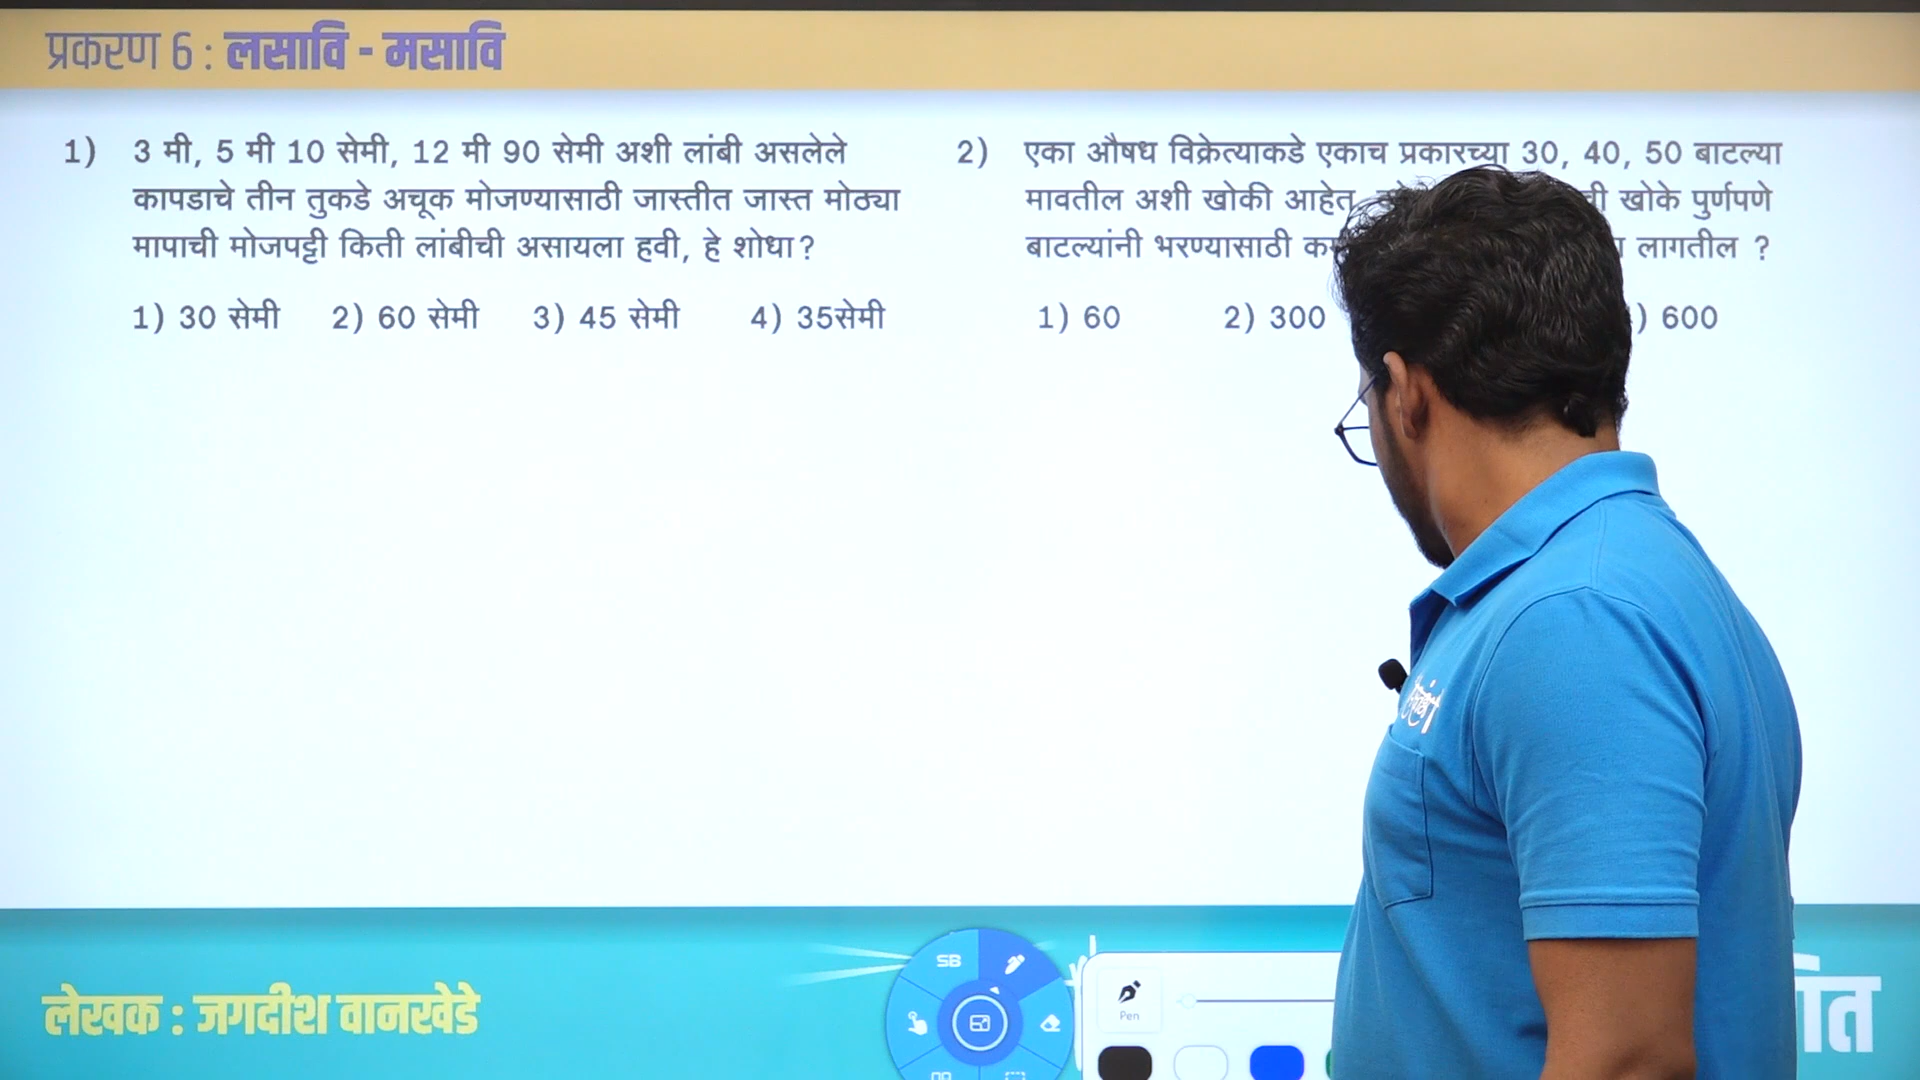 प्रकरण 6 : लसावि - मसावि
1) 3 मी, 5 मी 10 सेमी, 12 मी 90 सेमी अशी लांबी असलेले
कापडाचे तीन तुकडे अचूक मोजण्यासाठी जास्तीत जास्त मोठ्या
मापाची मोजपट्टी किती लांबीची असायला हवी, हे शोधा?
1) 30 सेमी 2) 60 सेमी 3) 45 सेमी 4) 35सेमी
2) एका औषध विक्रेत्याकडे एकाच प्रकारच्या 30, 40, 50 बाटल्या
मावतील अशी खोकी आहेत. खोके पुर्णपणे
बाटल्यांनी भरण्यासाठी लागतील ?
1) 60 2) 300 ) 600
लेखक : जगदीश वानखेडे
SB
Pen